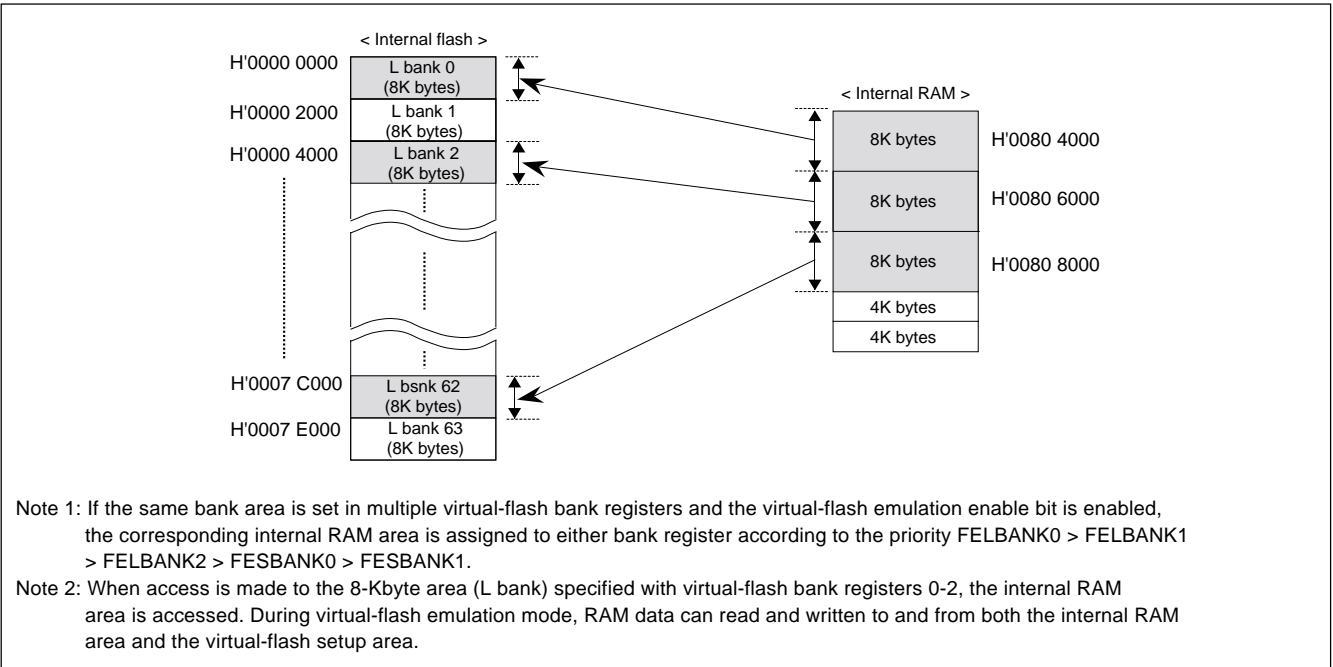 < Internal flash >
H'0000 0000
L bank 0
(8K bytes)
H'0000 2000
L bank 1
(8K bytes)
H'0000 4000
L bank 2
(8K bytes)
H'0007 C000
L bsnk 62
(8K bytes)
H'0007 E000
L bank 63
(8K bytes)
< Internal RAM >
8K bytes
H'0080 4000
8K bytes
H'0080 6000
8K bytes
H'0080 8000
4K bytes
4K bytes
Note 1: If the same bank area is set in multiple virtual-flash bank registers and the virtual-flash emulation enable bit is enabled,
the corresponding internal RAM area is assigned to either bank register according to the priority FELBANK0 > FELBANK1
> FELBANK2 > FESBANK0 > FESBANK1.
Note 2: When access is made to the 8-Kbyte area (L bank) specified with virtual-flash bank registers 0-2, the internal RAM
area is accessed. During virtual-flash emulation mode, RAM data can read and written to and from both the internal RAM
area and the virtual-flash setup area.